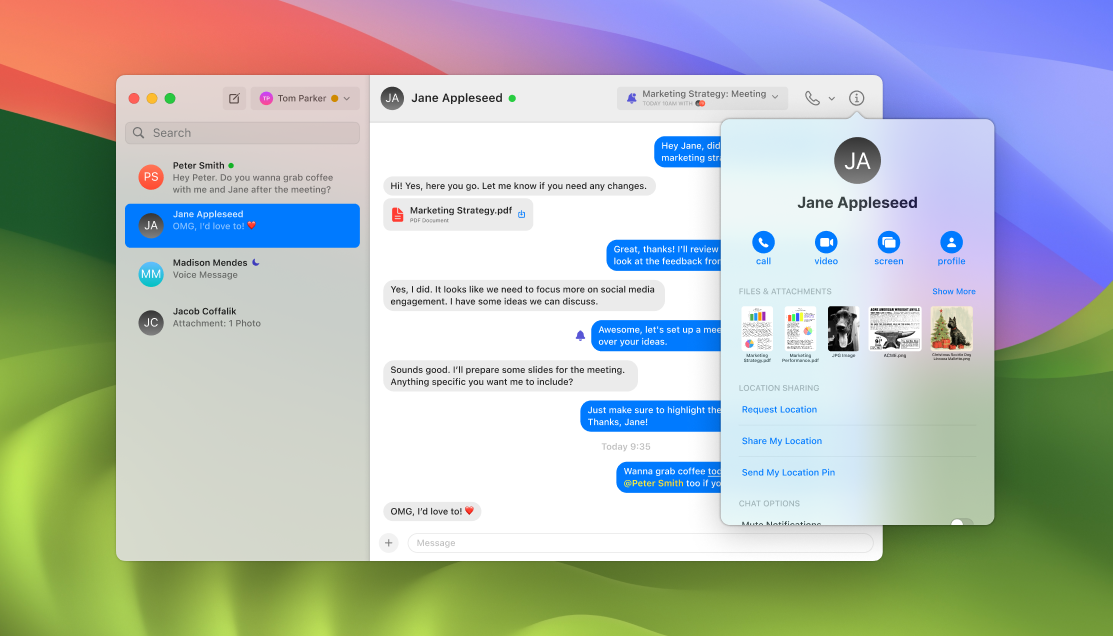 TP Tom Parker
Search
PS
Peter Smith
Hey Peter. Do you wanna grab coffee
with me and Jane after the meeting?
JA
Jane Appleseed
OMG, I'd love to! ❤️
MM
Madison Mendes
Voice Message
JC
Jacob Coffalik
Attachment: 1 Photo
JA Jane Appleseed
Marketing Strategy: Meeting
TODAY 10AM WITH
Hey Jane, did
marketing stra
Hi! Yes, here you go. Let me know if you need any changes.
Marketing Strategy.pdf
PDF Document
Great, thanks! I'll review
look at the feedback from
Yes, I did. It looks like we need to focus more on social media
engagement. I have some ideas we can discuss.
Awesome, let's set up a mee
over your ideas.
Sounds good. I'll prepare some slides for the meeting.
Anything specific you want me to include?
Just make sure to highlight the
Thanks, Jane!
Today 9:35
Wanna grab coffee too
@Peter Smith too if yo
OMG, I'd love to! ❤️
Message
JA
Jane Appleseed
call video screen profile
FILES & ATTACHMENTS Show More
Marketing
Strategy.pdf
Marketing
Performance.pdf
JPG Image
ACME.png
LOCATION SHARING
Request Location
Share My Location
Send My Location Pin
CHAT OPTIONS
Mute Notifications